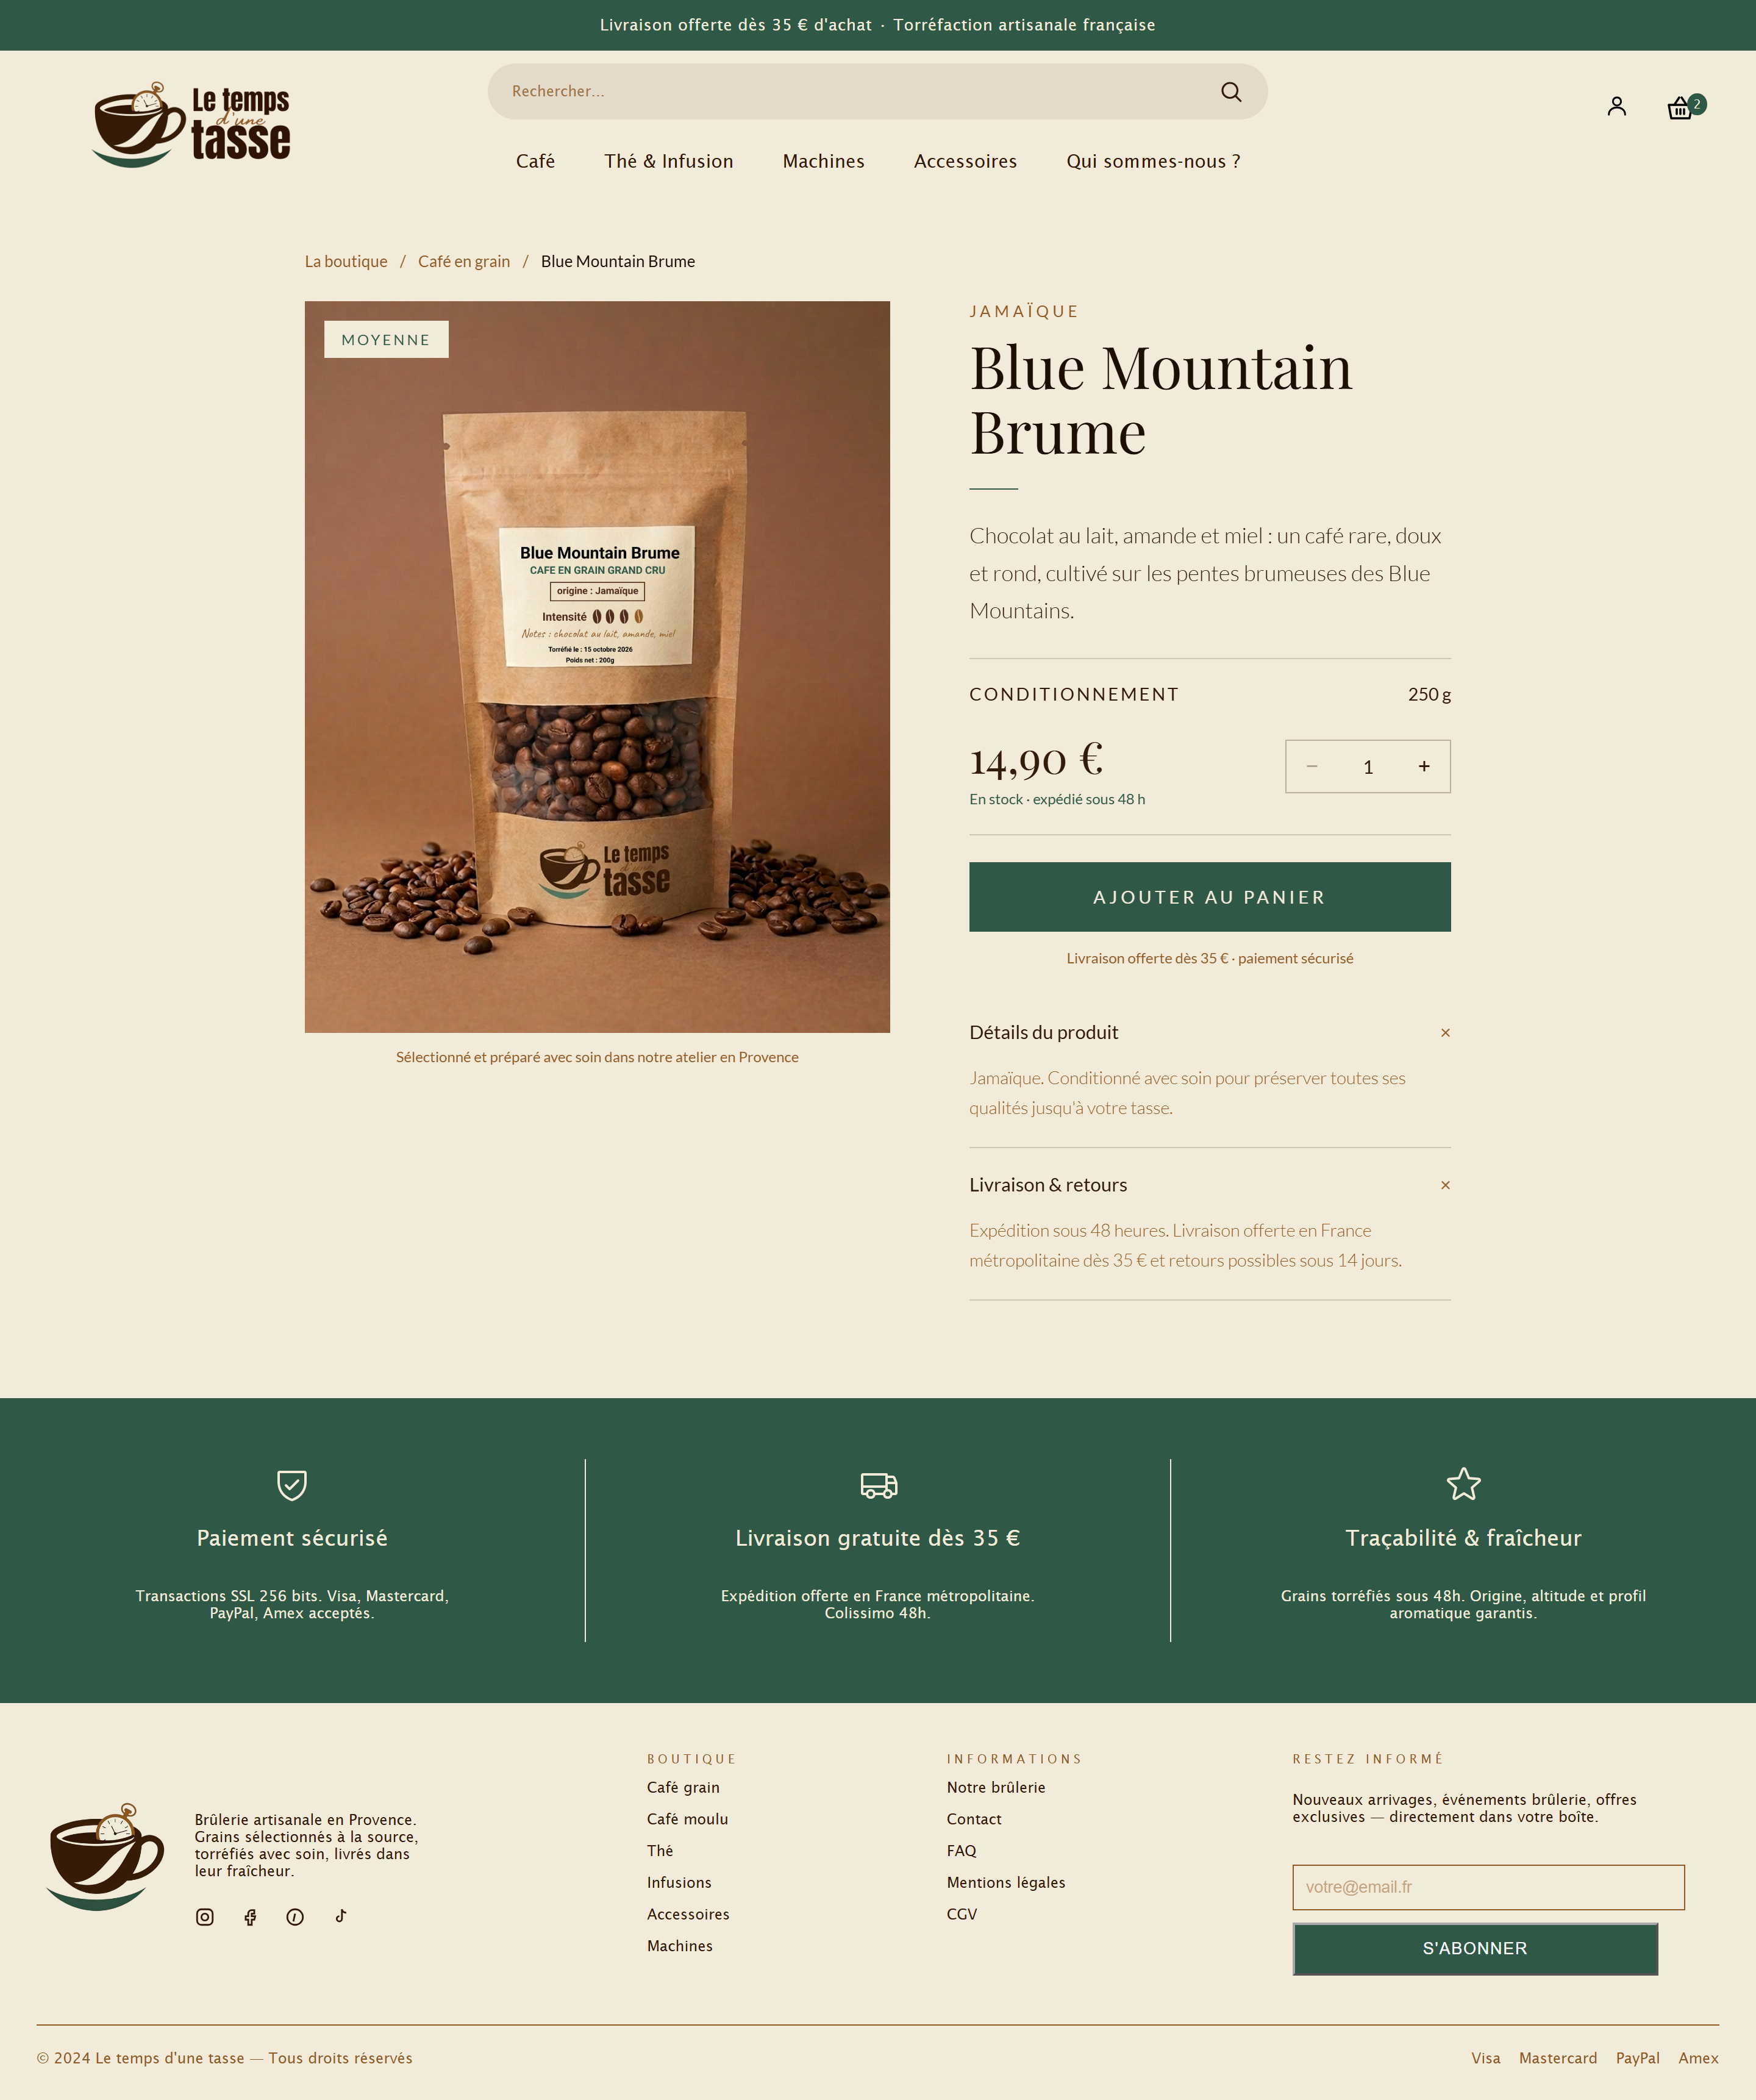 Livraison offerte dès 35 € d'achat · Torréfaction artisanale française
Le temps
d'une
tasse
Rechercher...
2
Café Thé & Infusion Machines Accessoires Qui sommes-nous ?
La boutique / Café en grain / Blue Mountain Brume
MOYENNE
Blue Mountain Brume
CAFE EN GRAIN GRAND CRU
origine : Jamaïque
Intensité
Notes : chocolat au lait, amande, miel
Torréfié le : 15 octobre 2026
Poids net : 200g
Le temps
d'une
tasse
Sélectionné et préparé avec soin dans notre atelier en Provence
JAMAÏQUE
Blue Mountain
Brume
Chocolat au lait, amande et miel : un café rare, doux
et rond, cultivé sur les pentes brumeuses des Blue
Mountains.
CONDITIONNEMENT 250 g
14,90 €
− 1 +
En stock · expédié sous 48 h
AJOUTER AU PANIER
Livraison offerte dès 35 € · paiement sécurisé
Détails du produit ×
Jamaïque. Conditionné avec soin pour préserver toutes ses
qualités jusqu'à votre tasse.
Livraison & retours ×
Expédition sous 48 heures. Livraison offerte en France
métropolitaine dès 35 € et retours possibles sous 14 jours.
Paiement sécurisé
Transactions SSL 256 bits. Visa, Mastercard,
PayPal, Amex acceptés.
Livraison gratuite dès 35 €
Expédition offerte en France métropolitaine.
Colissimo 48h.
Traçabilité & fraîcheur
Grains torréfiés sous 48h. Origine, altitude et profil
aromatique garantis.
Brûlerie artisanale en Provence.
Grains sélectionnés à la source,
torréfiés avec soin, livrés dans
leur fraîcheur.
BOUTIQUE
Café grain
Café moulu
Thé
Infusions
Accessoires
Machines
INFORMATIONS
Notre brûlerie
Contact
FAQ
Mentions légales
CGV
RESTEZ INFORMÉ
Nouveaux arrivages, événements brûlerie, offres
exclusives — directement dans votre boîte.
votre@email.fr
S'ABONNER
© 2024 Le temps d'une tasse — Tous droits réservés
Visa Mastercard PayPal Amex